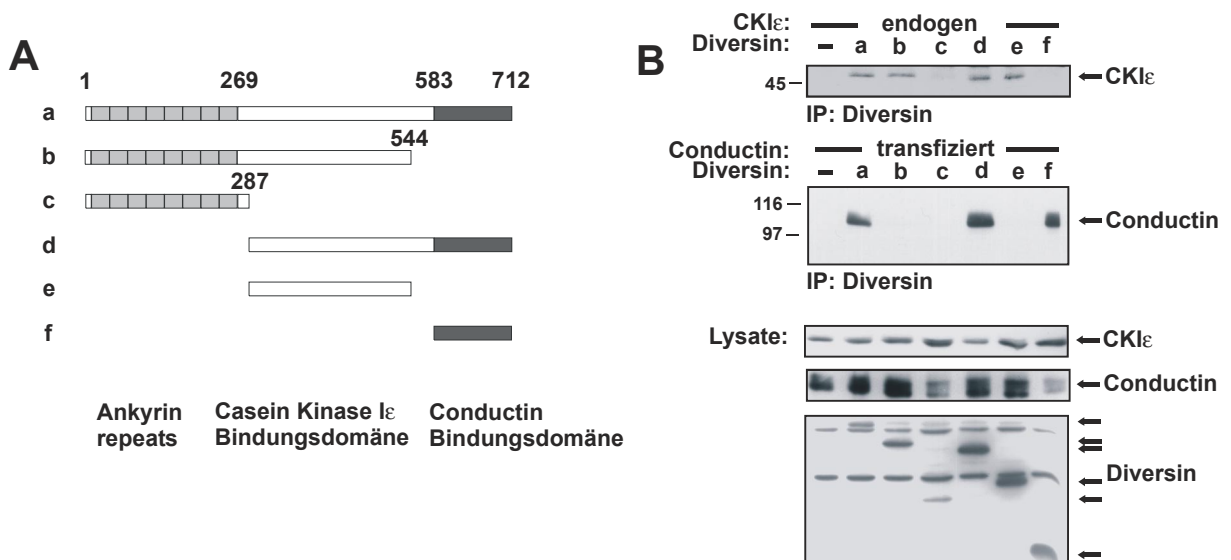 A
1 269 583 712
a
544
b
287
c
d
e
f
Ankyrin repeats
Casein Kinase Iε Bindungsdomäne
Conductin Bindungsdomäne
B
CKIε: endogen
Diversin: – a b c d e f
45 CKIε
IP: Diversin
Conductin: transfiziert
Diversin: – a b c d e f
116
97
Conductin
IP: Diversin
Lysate: CKIε
Conductin
Diversin